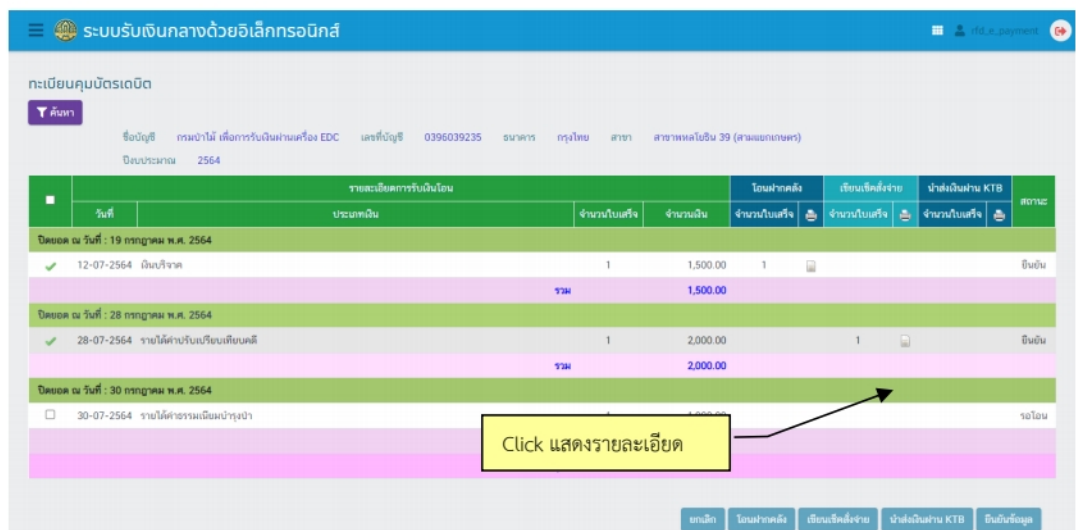 ระบบรับเงินกลางด้วยอิเล็กทรอนิกส์ rfd_e_payment
ทะเบียนคุมบัตรเดบิต
ค้นหา
ชื่อบัญชี กรมป่าไม้ เพื่อการรับเงินผ่านเครื่อง EDC เลขที่บัญชี 0396039235 ธนาคาร กรุงไทย สาขา สาขาพหลโยธิน 39 (สามแยกเกษตร)
ปีงบประมาณ 2564
รายละเอียดการรับเงินโอน โอนฝากคลัง เขียนเช็คสั่งจ่าย นำส่งเงินผ่าน KTB สถานะ
วันที่ ประเภทเงิน จำนวนใบเสร็จ จำนวนเงิน จำนวนใบเสร็จ จำนวนใบเสร็จ จำนวนใบเสร็จ
ปิดยอด ณ วันที่ : 19 กรกฎาคม พ.ศ. 2564
12-07-2564 เงินบริจาค 1 1,500.00 1 ยืนยัน
รวม 1,500.00
ปิดยอด ณ วันที่ : 28 กรกฎาคม พ.ศ. 2564
28-07-2564 รายได้ค่าปรับเปรียบเทียบคดี 1 2,000.00 1 ยืนยัน
รวม 2,000.00
ปิดยอด ณ วันที่ : 30 กรกฎาคม พ.ศ. 2564
30-07-2564 รายได้ค่าธรรมเนียมบำรุงป่า รอโอน
Click แสดงรายละเอียด
ยกเลิก โอนฝากคลัง เขียนเช็คสั่งจ่าย นำส่งเงินผ่าน KTB ยืนยันข้อมูล